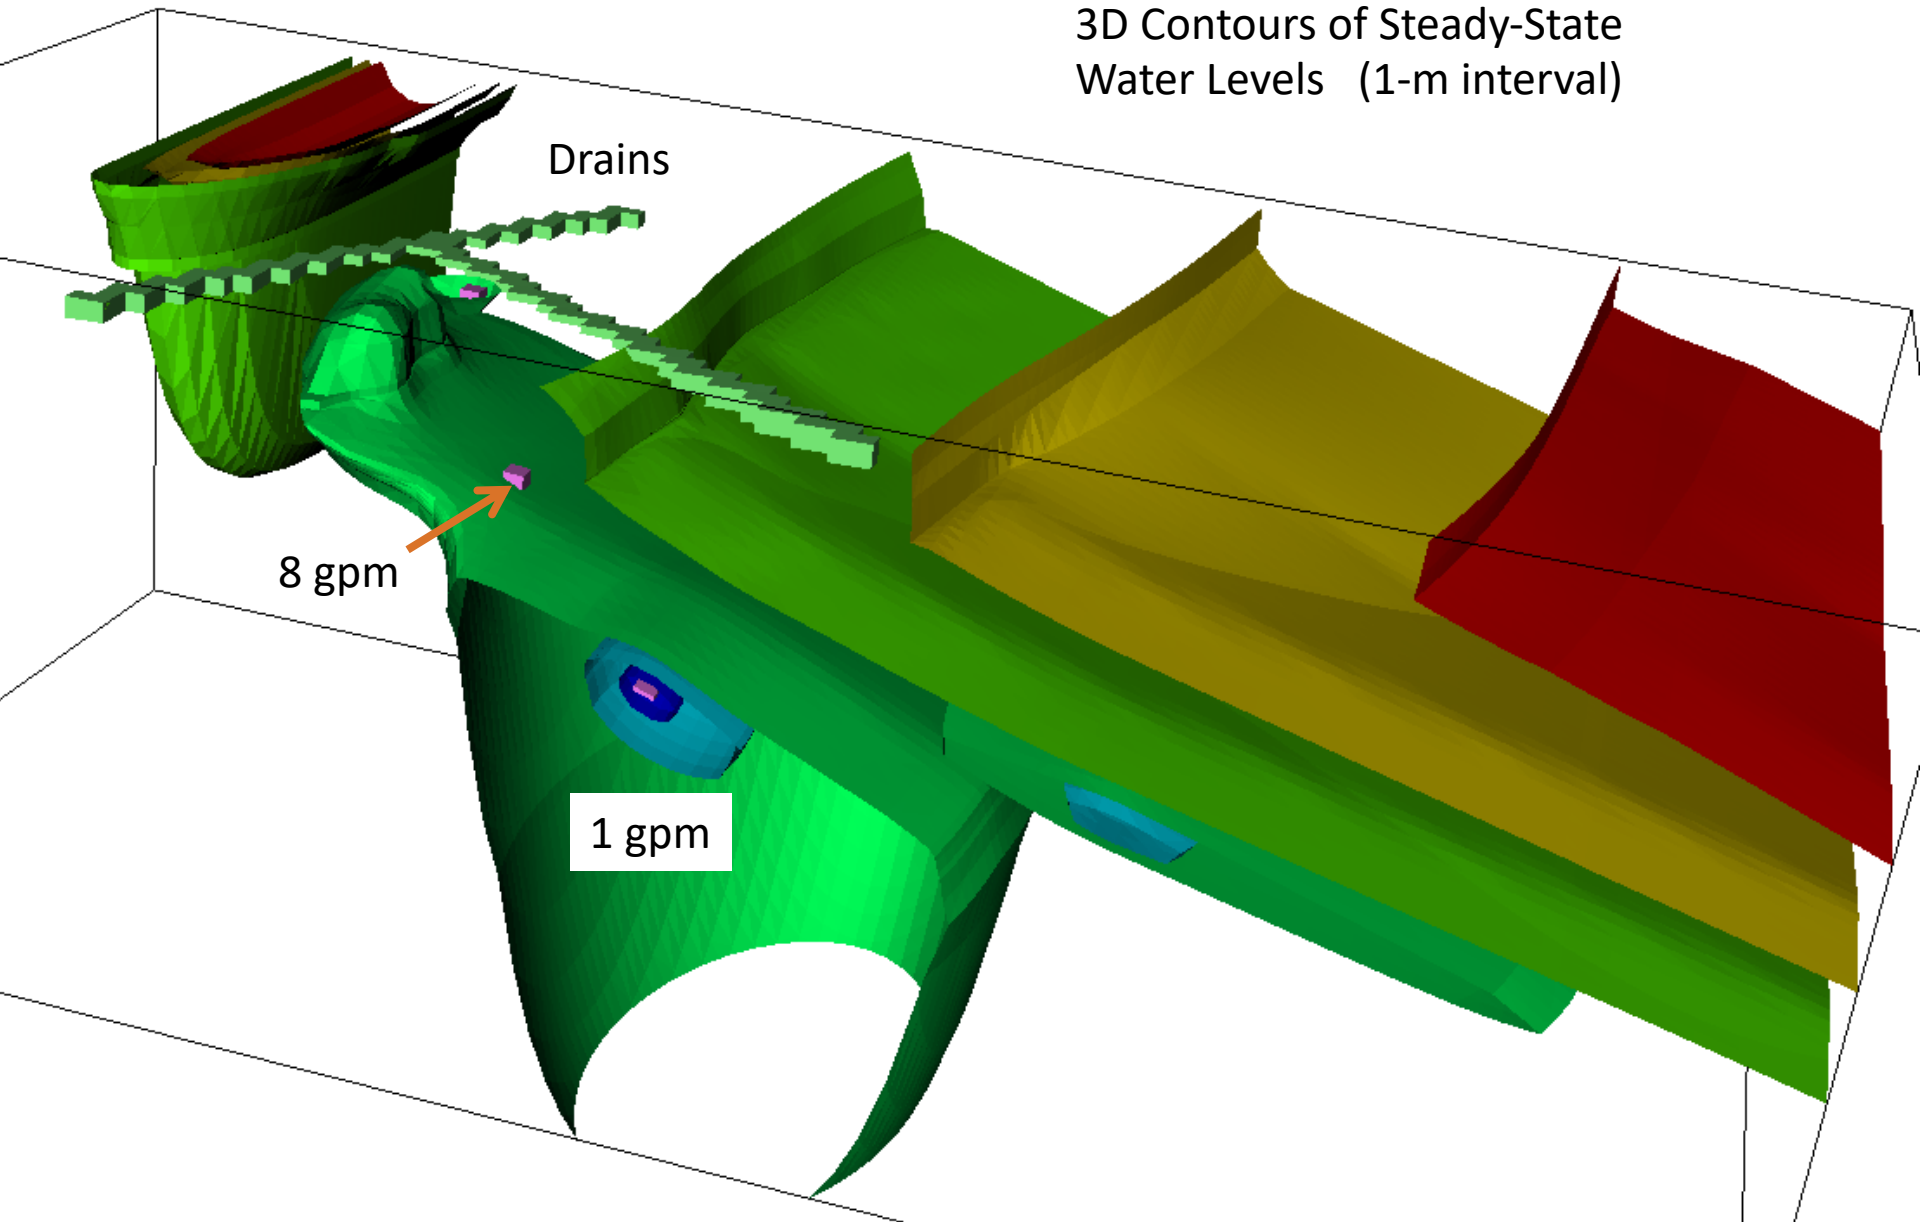 3D Contours of Steady-State
Water Levels (1-m interval)
Drains
8 gpm
1 gpm